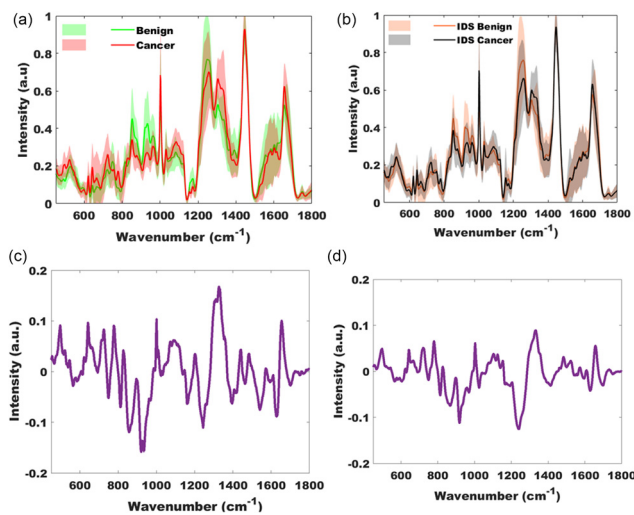 (a)
Benign
Cancer
Intensity (a.u)
1
0.8
0.6
0.4
0.2
0
600 800 1000 1200 1400 1600 1800
Wavenumber (cm-1)
(b)
IDS Benign
IDS Cancer
Intensity (a.u)
1
0.8
0.6
0.4
0.2
0
600 800 1000 1200 1400 1600 1800
Wavenumber (cm-1)
(c)
Intensity (a.u.)
0.2
0.1
0
-0.1
-0.2
600 800 1000 1200 1400 1600 1800
Wavenumber (cm-1)
(d)
Intensity (a.u.)
0.2
0.1
0
-0.1
-0.2
600 800 1000 1200 1400 1600 1800
Wavenumber (cm-1)